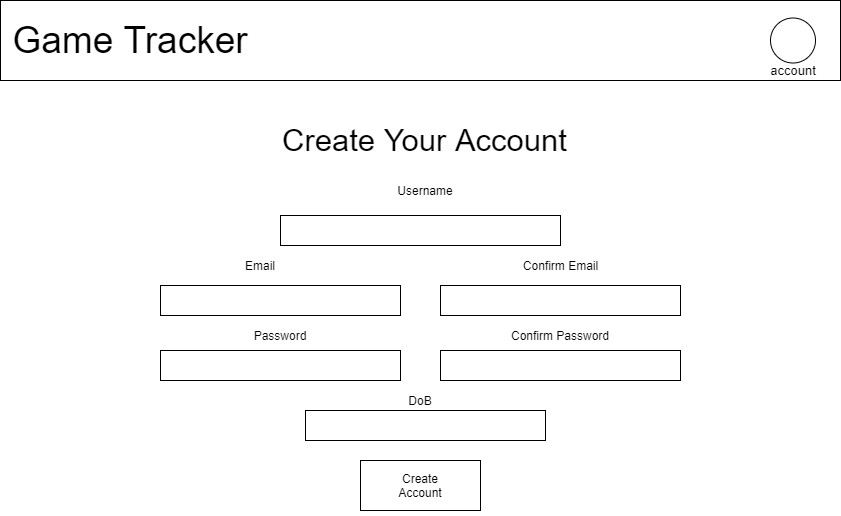 Game Tracker
account
Create Your Account
Username
Email
Confirm Email
Password
Confirm Password
DoB
Create
Account